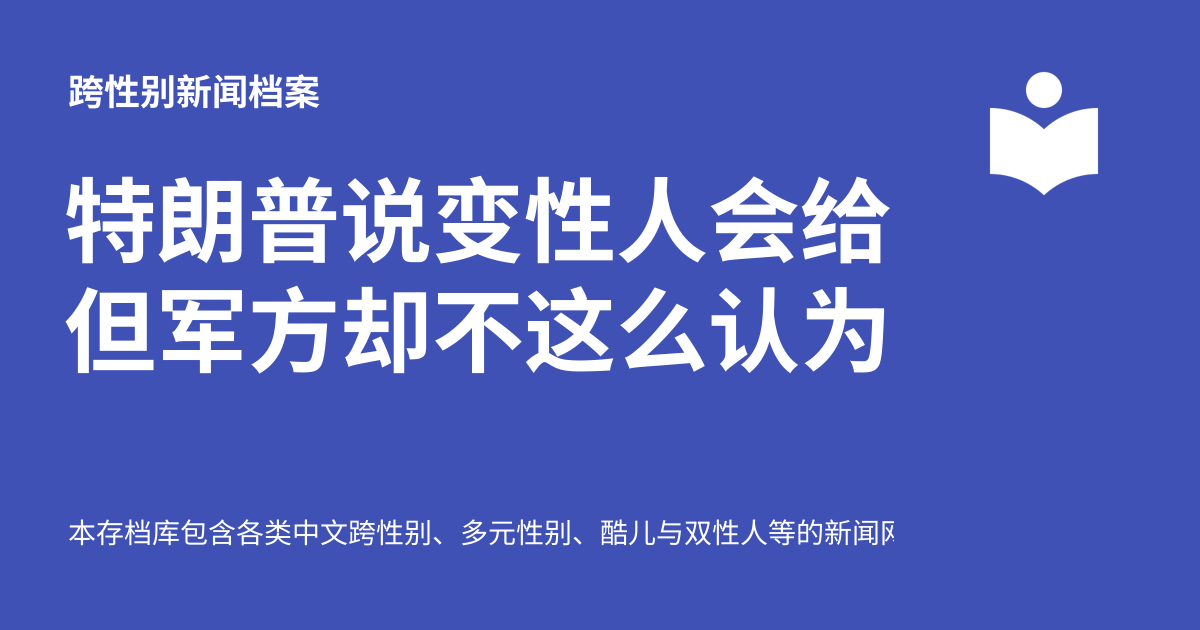 跨性别新闻档案
特朗普说变性人会给
但军方却不这么认为
本存档库包含各类中文跨性别、多元性别、酷儿与双性人等的新闻网